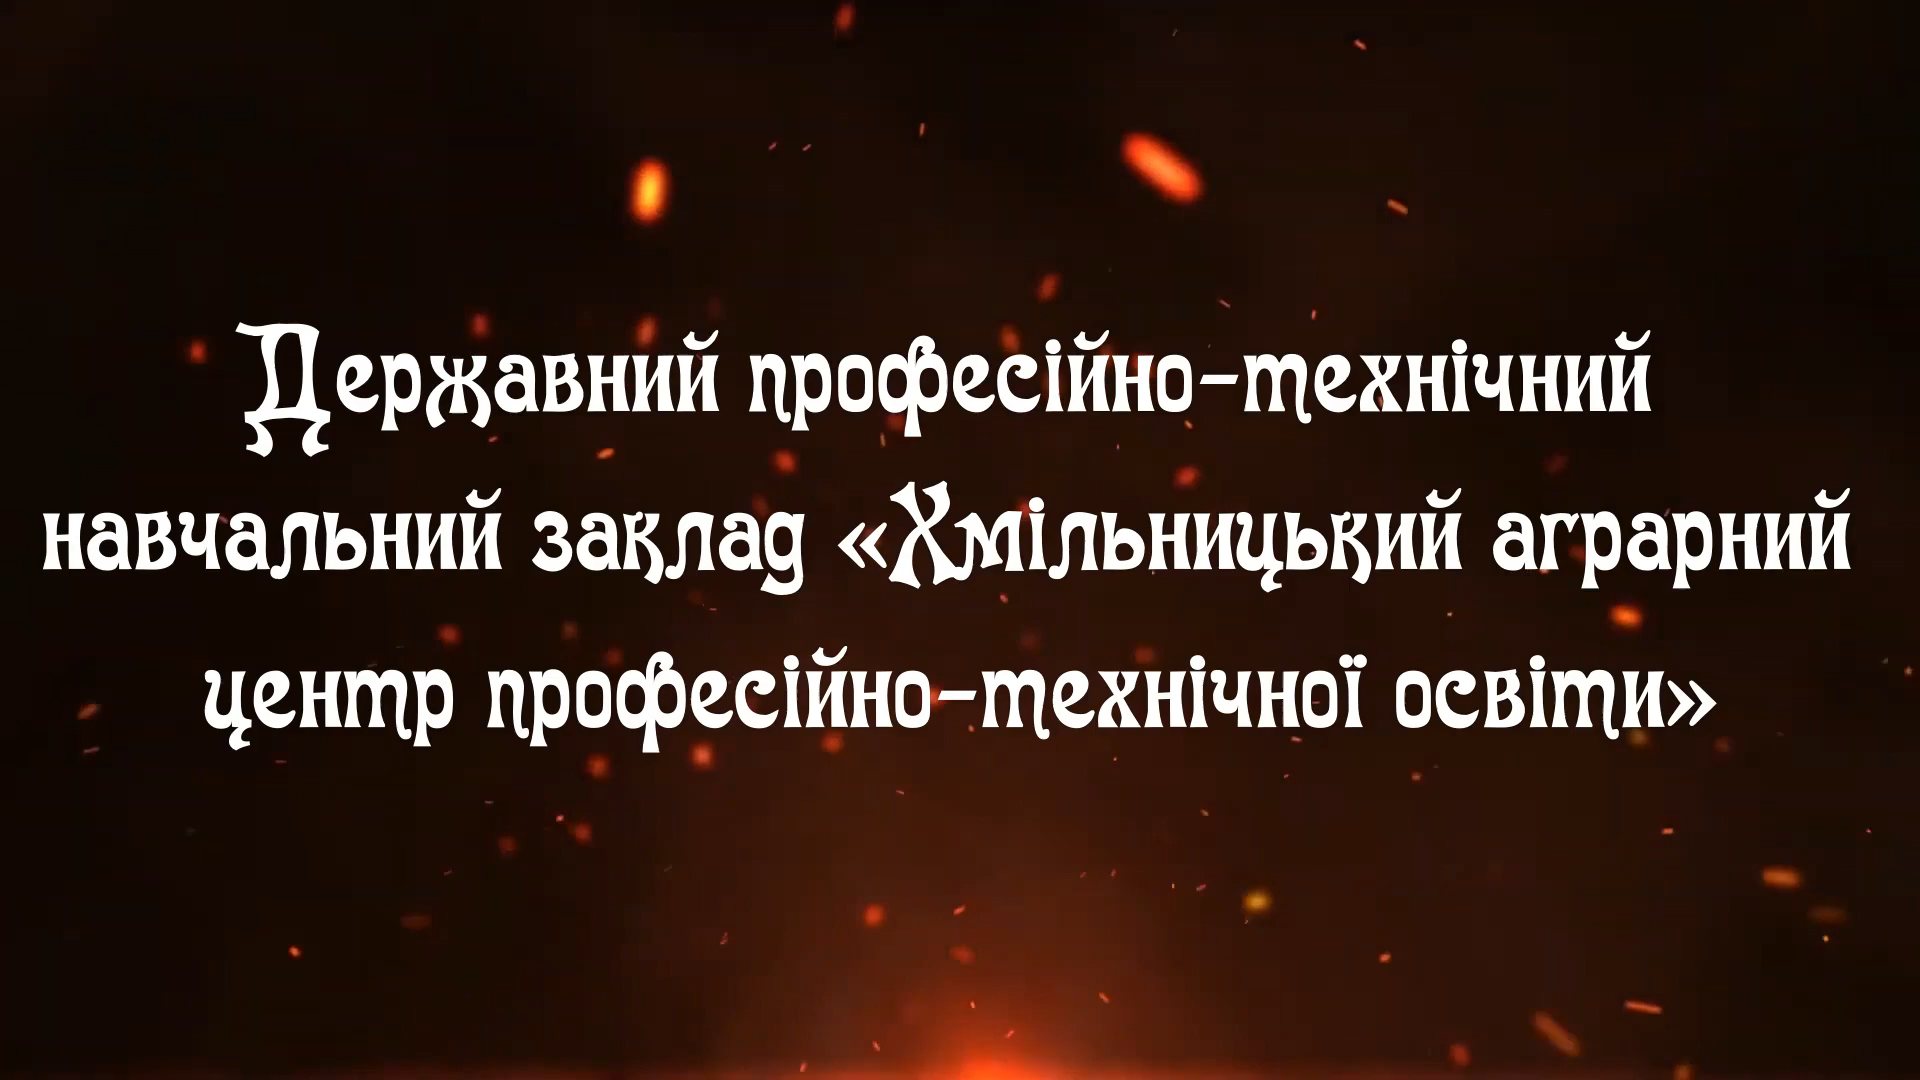 Державний професійно-технічний
навчальний заклад «Хмільницький аграрний
центр професійно-технічної освіти»